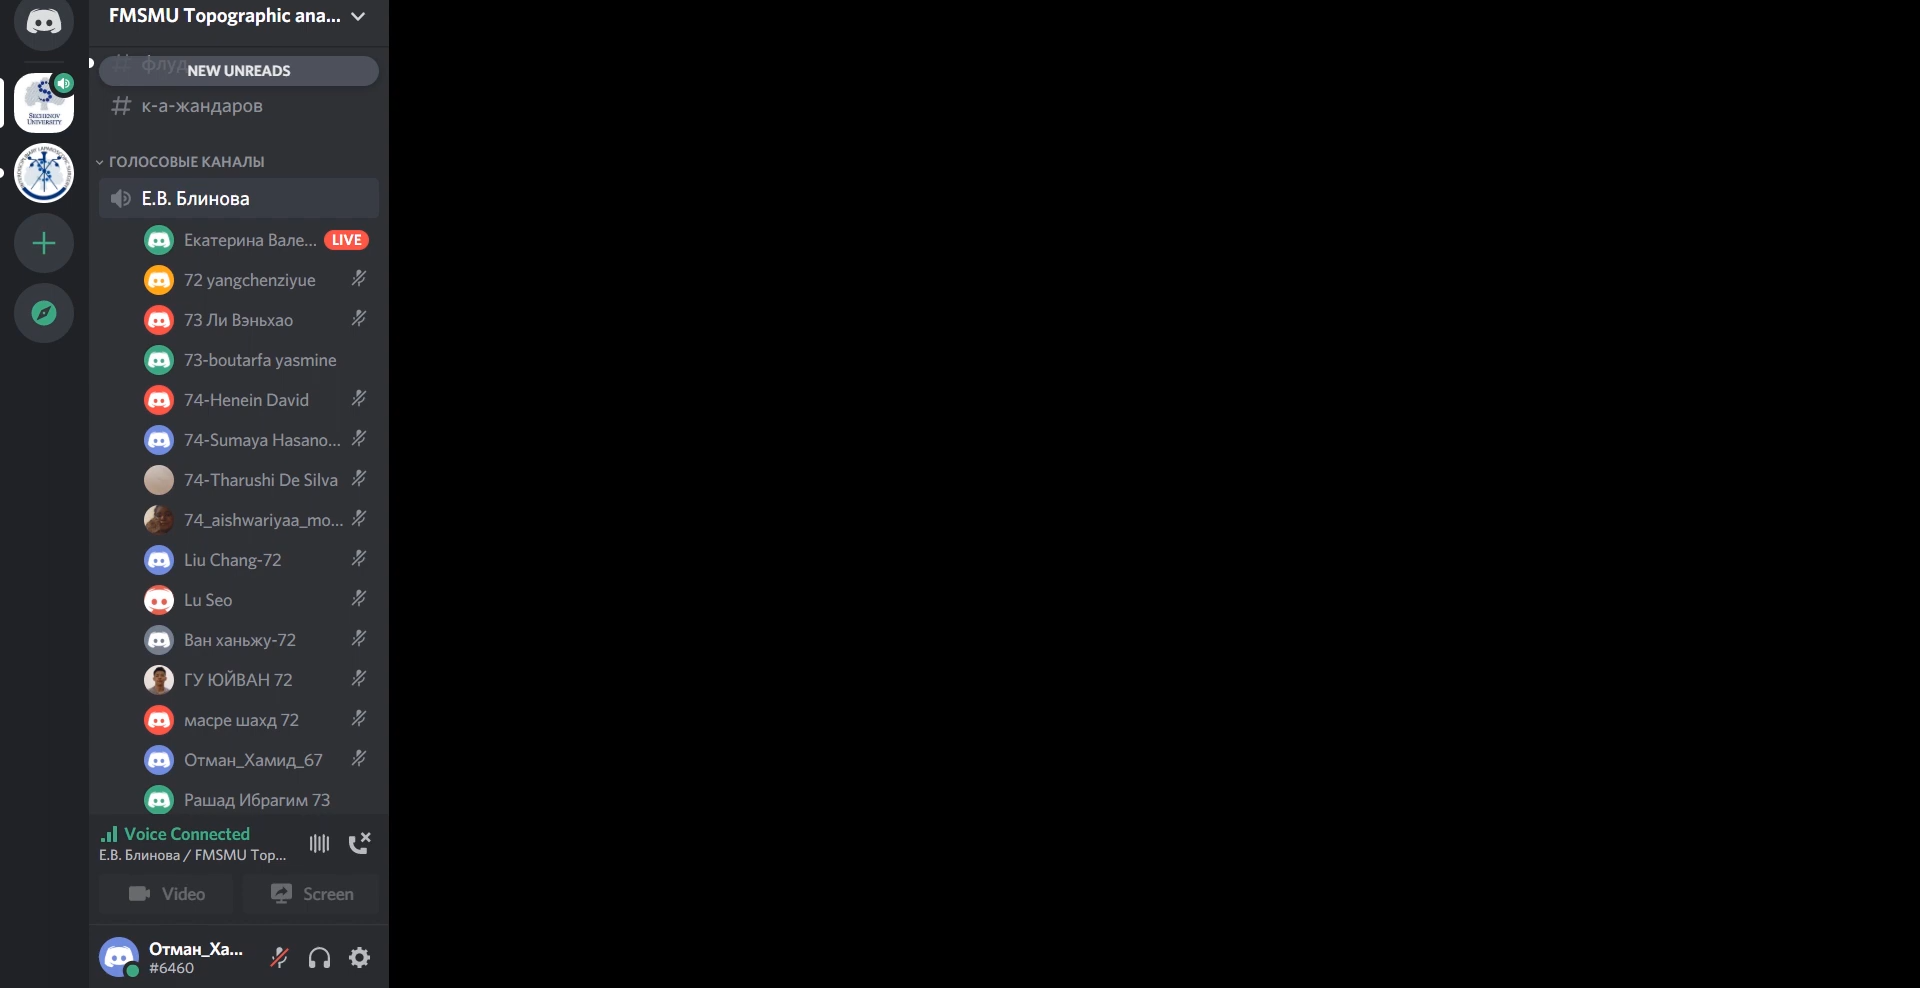 FMSMU Topographic ana...
# флуд
NEW UNREADS
# к-а-жандаров
SECHENOV
UNIVERSITY
ГОЛОСОВЫЕ КАНАЛЫ
Е.В. Блинова
Екатерина Вале... LIVE
72 yangchenziyue
73 Ли Вэньхао
73-boutarfa yasmine
74-Henein David
74-Sumaya Hasano...
74-Tharushi De Silva
74_aishwariyaa_mo...
Liu Chang-72
Lu Seo
Ван ханьжу-72
ГУ ЮЙВАН 72
масре шахд 72
Отман_Хамид_67
Рашад Ибрагим 73
Voice Connected
Е.В. Блинова / FMSMU Top...
Video Screen
Отман_Ха...
#6460